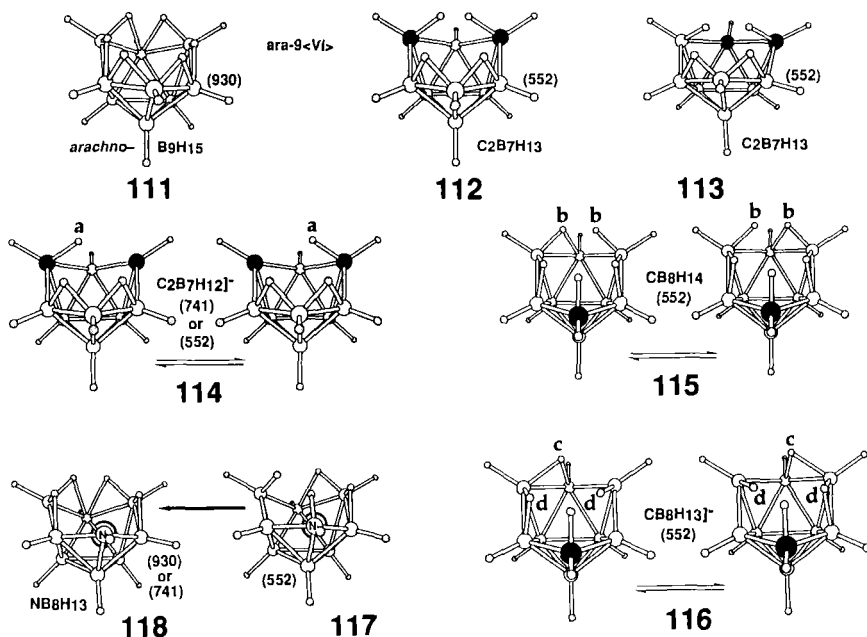 ara-9<VI>
(930)
(552)
(552)
arachno- B9H15
C2B7H13
C2B7H13
111
112
113
a
a
b
b
b
b
C2B7H12]-
(741)
or
(552)
CB8H14
(552)
114
115
c
c
d
d
d
d
CB8H13]-
(552)
N
N
(930)
or
(741)
(552)
NB8H13
118
117
116